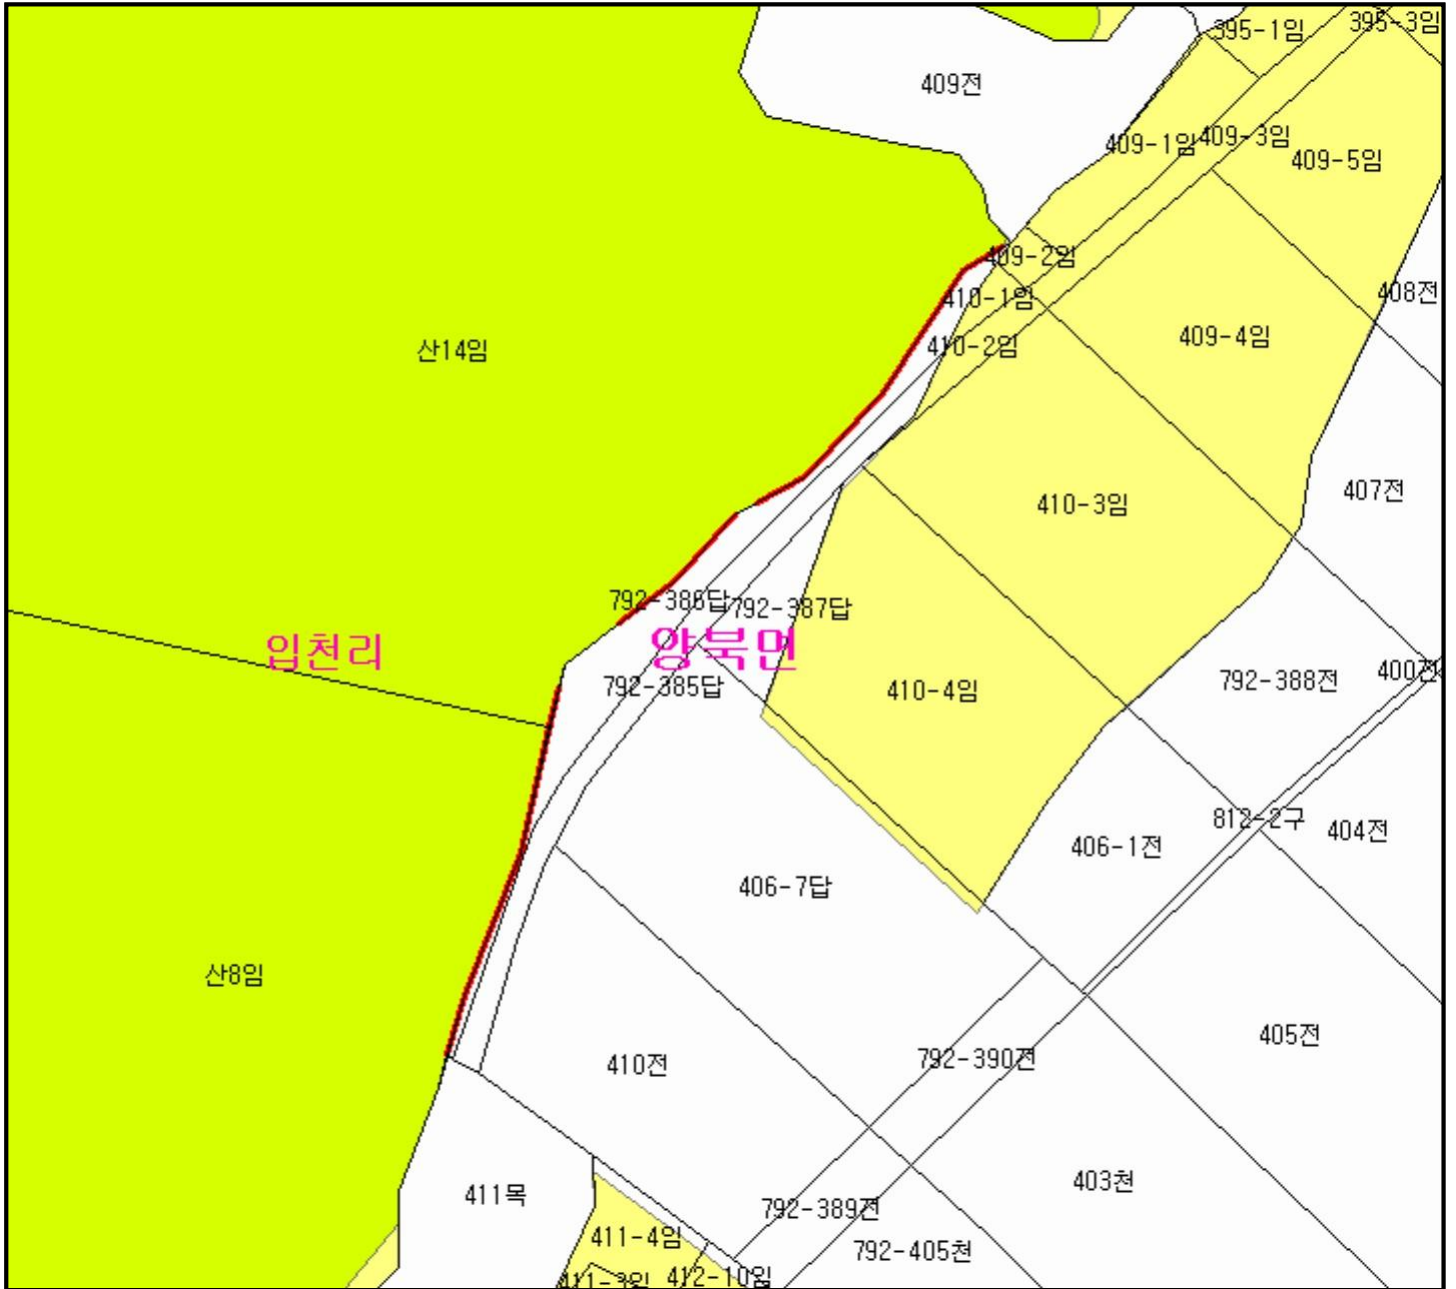 395-1임
395-3임
409전
409-1임
409-3임
409-5임
409-2임
410-1임
408전
409-4임
410-2임
산14임
407전
410-3임
792-386답
792-387답
입천리
양북면
792-388전
400전
792-385답
410-4임
812-2구
404전
406-1전
406-7답
산8임
405전
792-390전
410전
403천
411목
792-389전
411-4임
792-405천
411-3임
412-10임